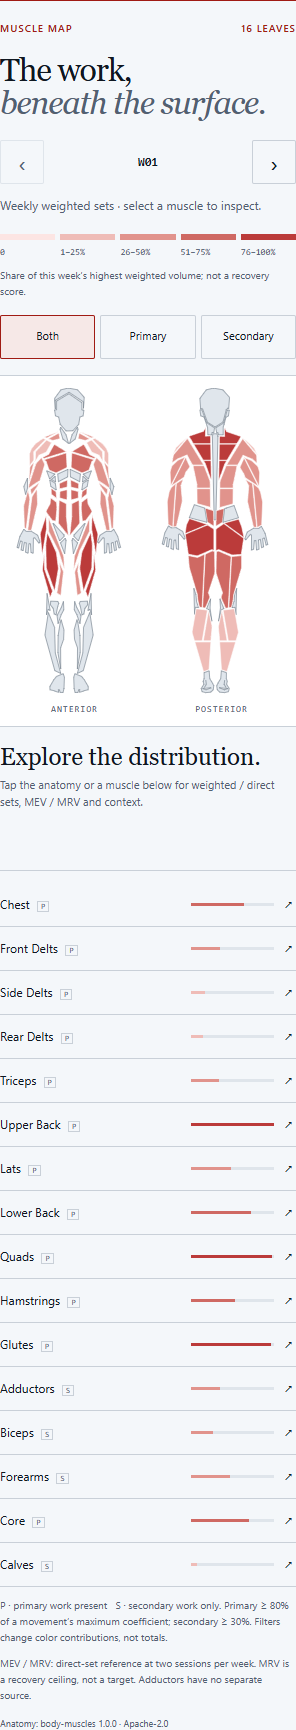 MUSCLE MAP 16 LEAVES
The work,
beneath the surface.
‹ W01 ›
Weekly weighted sets · select a muscle to inspect.
0 1–25% 26–50% 51–75% 76–100%
Share of this week's highest weighted volume; not a recovery
score.
Both Primary Secondary
ANTERIOR POSTERIOR
Explore the distribution.
Tap the anatomy or a muscle below for weighted / direct
sets, MEV / MRV and context.
Chest P ↗
Front Delts P ↗
Side Delts P ↗
Rear Delts P ↗
Triceps P ↗
Upper Back P ↗
Lats P ↗
Lower Back P ↗
Quads P ↗
Hamstrings P ↗
Glutes P ↗
Adductors S ↗
Biceps S ↗
Forearms S ↗
Core P ↗
Calves S ↗
P · primary work present S · secondary work only. Primary ≥ 80%
of a movement's maximum coefficient; secondary ≥ 30%. Filters
change color contributions, not totals.
MEV / MRV: direct-set reference at two sessions per week. MRV is
a recovery ceiling, not a target. Adductors have no separate
source.
Anatomy: body-muscles 1.0.0 · Apache-2.0